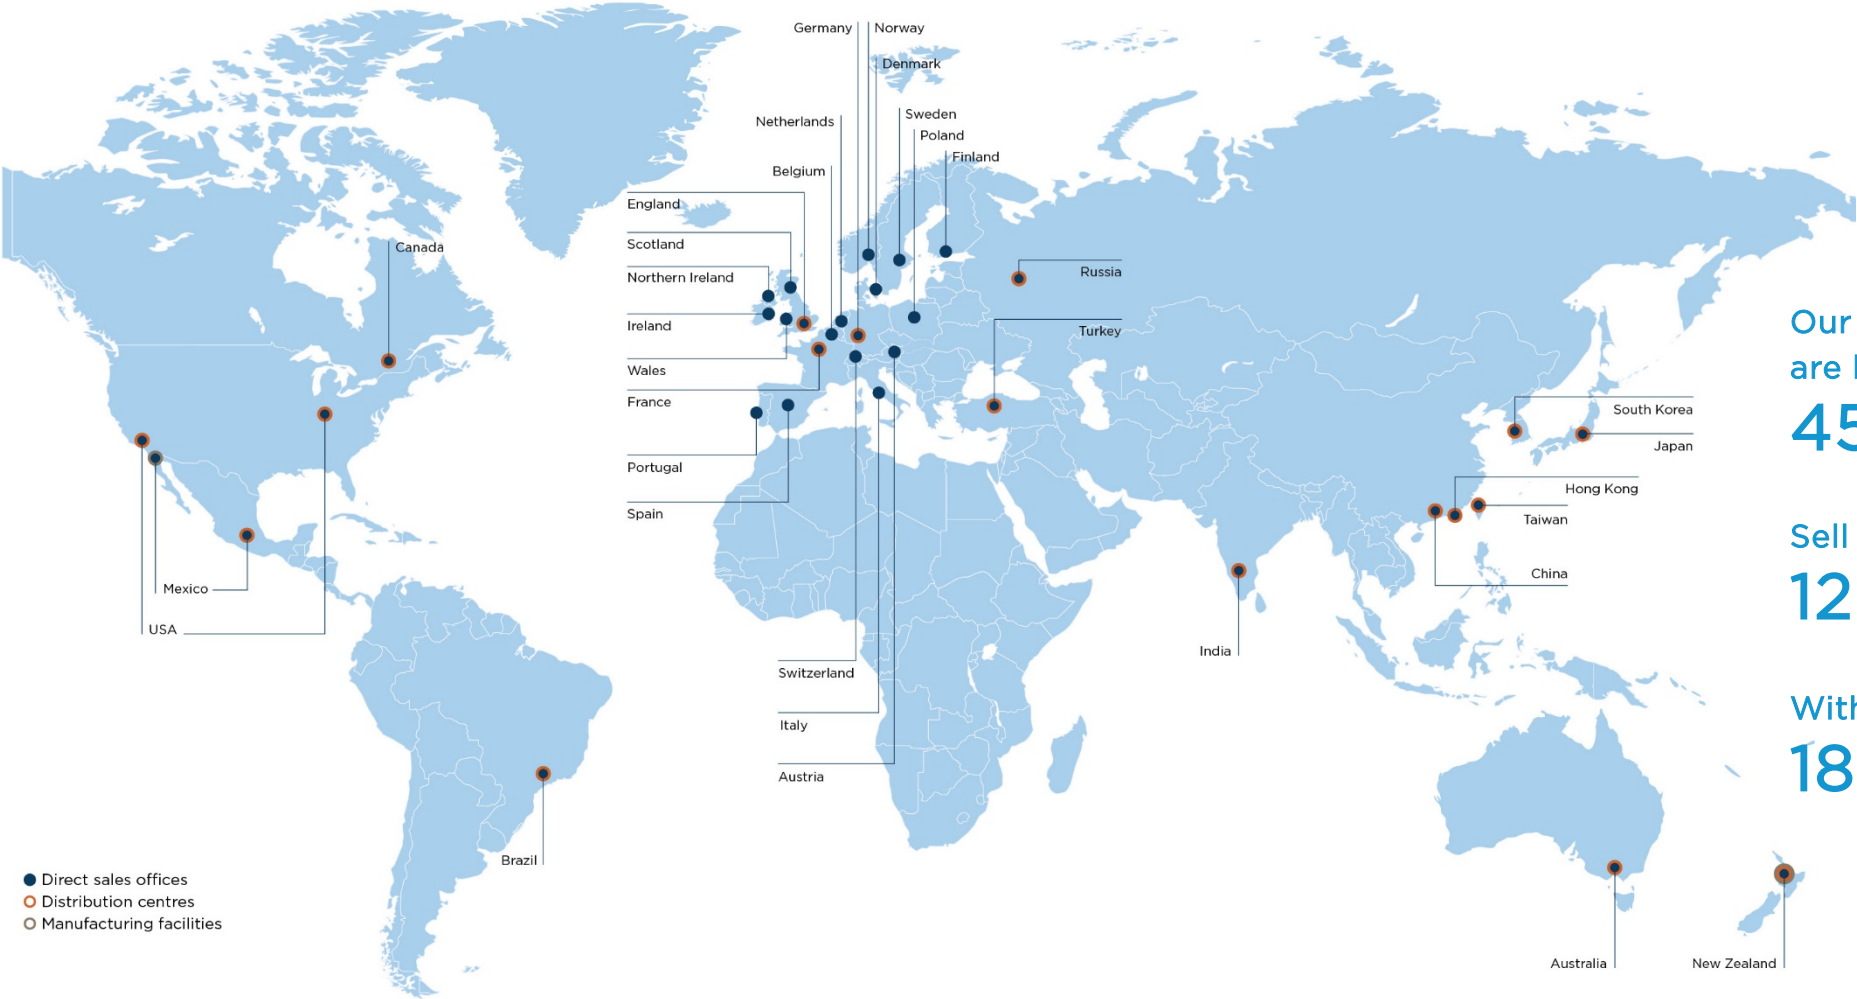 Germany
Norway
Denmark
Netherlands
Sweden
Poland
Finland
Belgium
England
Scotland
Northern Ireland
Ireland
Wales
France
Portugal
Spain
Canada
Russia
Turkey
South Korea
Japan
Hong Kong
Taiwan
China
India
Mexico
USA
Switzerland
Italy
Austria
Brazil
Australia
New Zealand
Direct sales offices
Distribution centres
Manufacturing facilities
Our
are
45
Sell
12
With
18